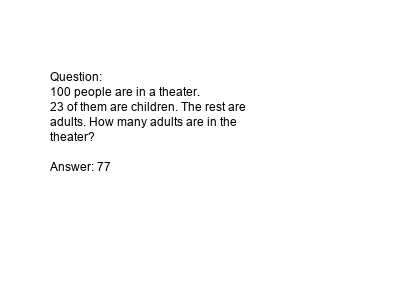 Question:
100 people are in a theater.
23 of them are children. The rest are
adults. How many adults are in the
theater?

Answer: 77